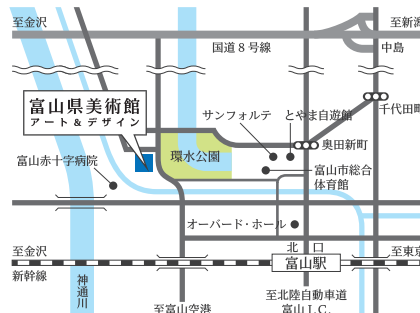 至金沢
至新潟
国道8号線
中島
富山県美術館
アート&デザイン
サンフォルテ
とやま自遊館
千代田町
奥田新町
環水公園
富山赤十字病院
富山市総合
体育館
オーバード・ホール
北口
至金沢
富山駅
至東京
新幹線
神通川
至北陸自動車道
富山I.C.
至富山空港